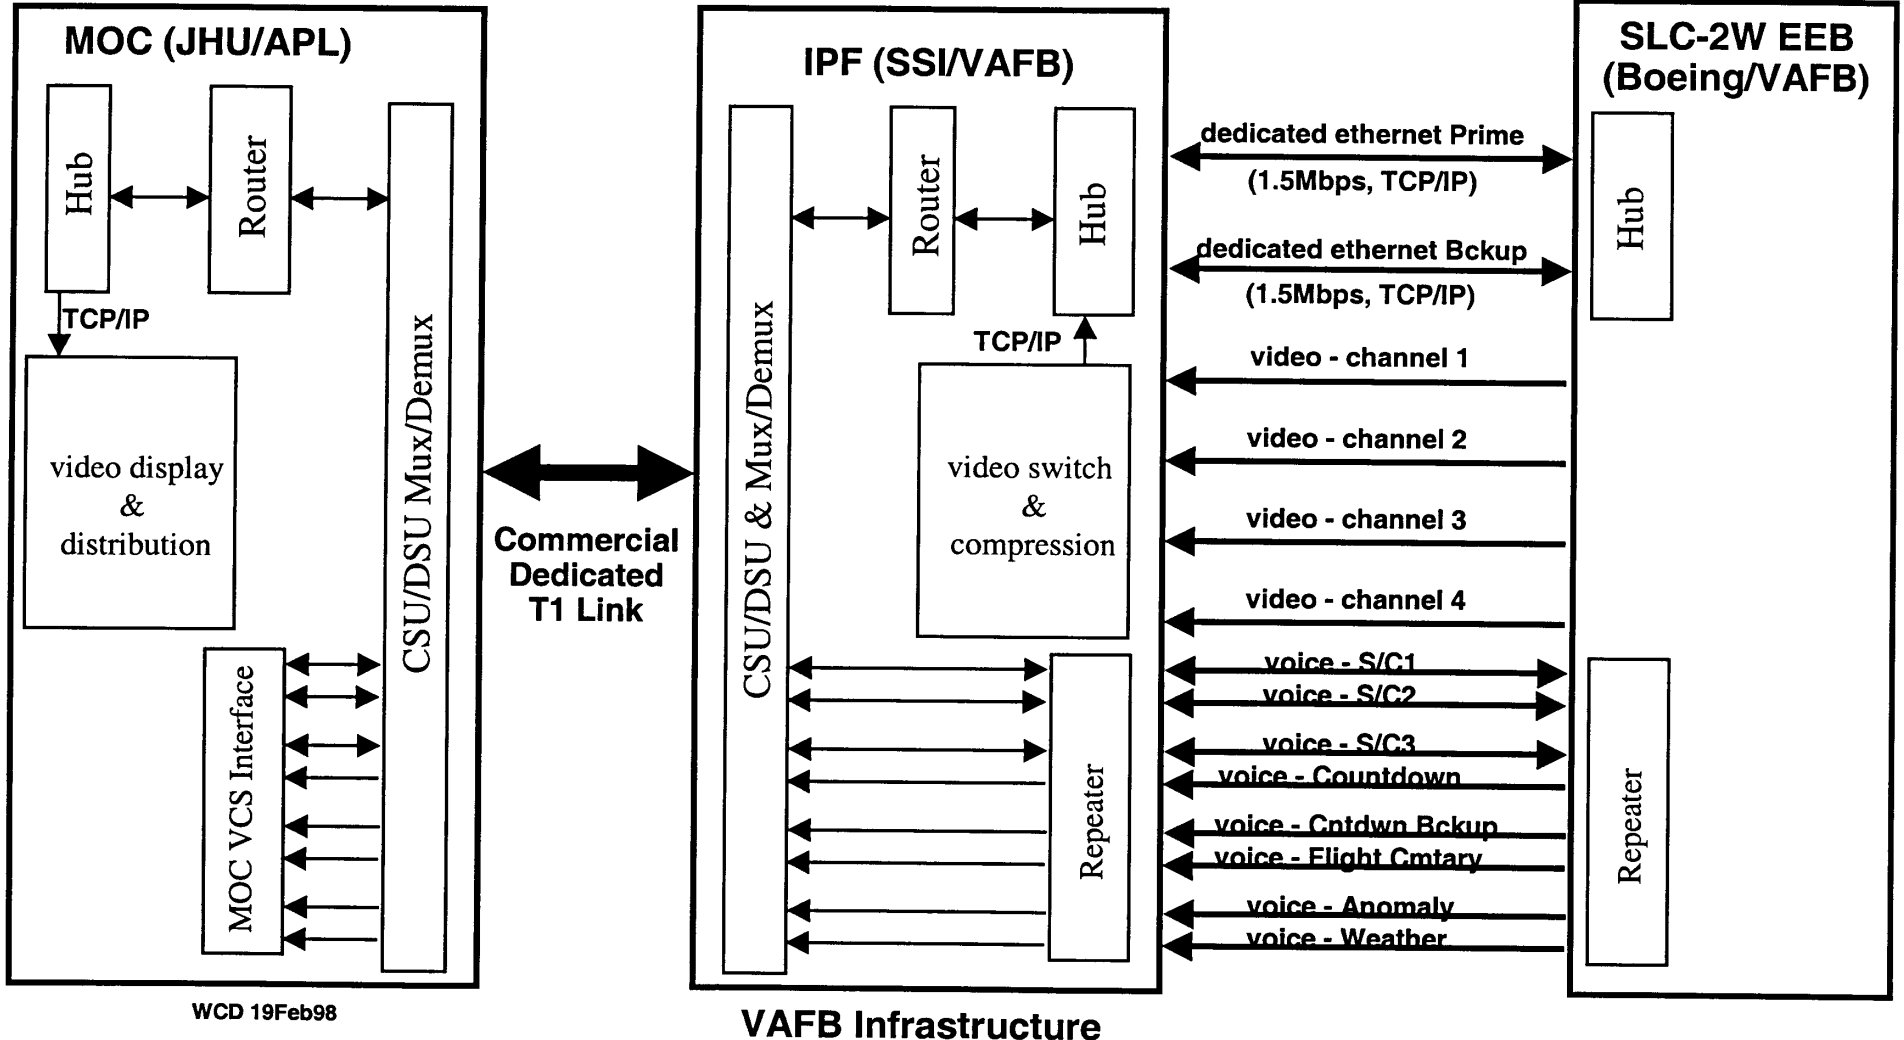 MOC (JHU/APL)
Hub
Router
CSU/DSU Mux/Demux
TCP/IP
video display
&
distribution
MOC VCS Interface
WCD 19Feb98
Commercial
Dedicated
T1 Link
IPF (SSI/VAFB)
CSU/DSU & Mux/Demux
Router
Hub
TCP/IP
video switch
&
compression
Repeater
VAFB Infrastructure
dedicated ethernet Prime
(1.5Mbps, TCP/IP)
dedicated ethernet Bckup
(1.5Mbps, TCP/IP)
video - channel 1
video - channel 2
video - channel 3
video - channel 4
voice - S/C1
voice - S/C2
voice - S/C3
voice - Countdown
voice - Cntdwn Bckup
voice - Flight Cmtary
voice - Anomaly
voice - Weather
SLC-2W EEB
(Boeing/VAFB)
Hub
Repeater